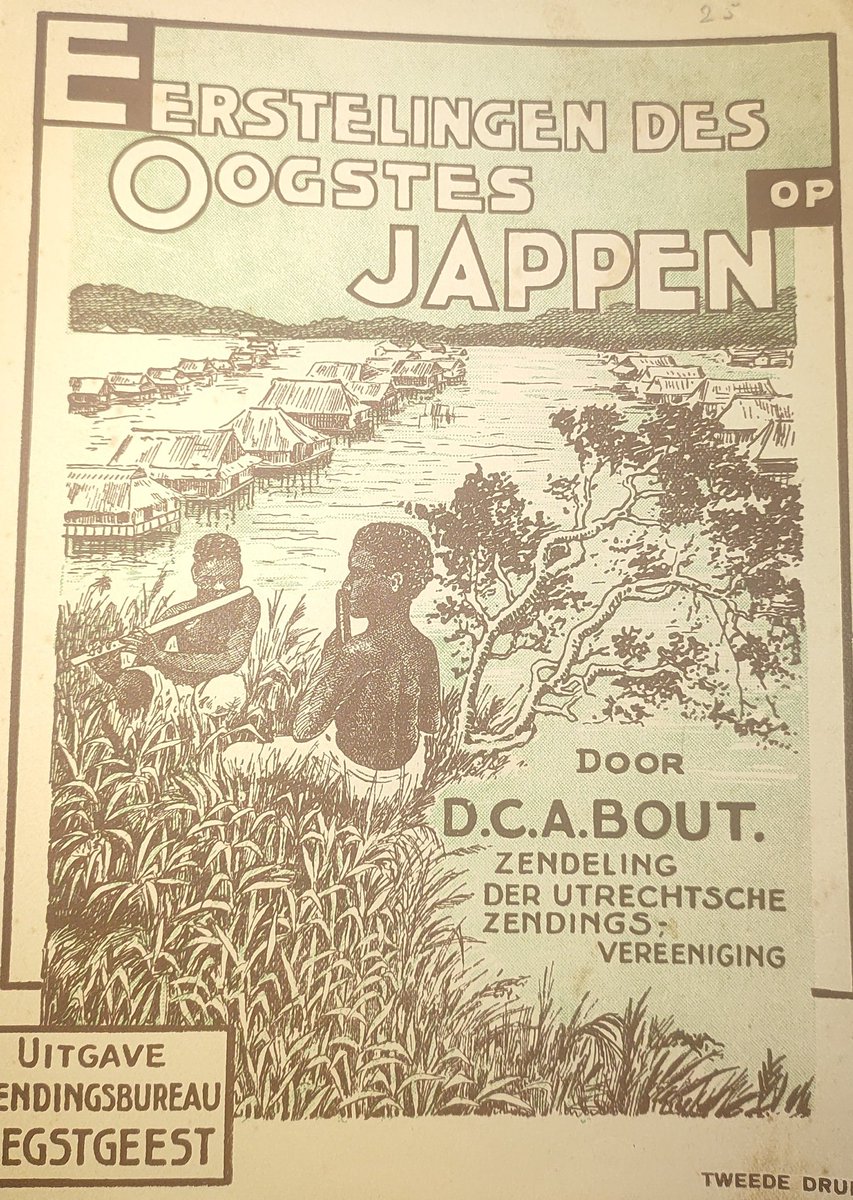 25
EERSTELINGEN DES
OOGSTES OP
JAPPEN
DOOR
D.C.A.BOUT.
ZENDELING
DER UTRECHTSCHE
ZENDINGS-
VEREENIGING
UITGAVE
ENDINGSBUREAU
EGSTGEEST
TWEEDE DRU